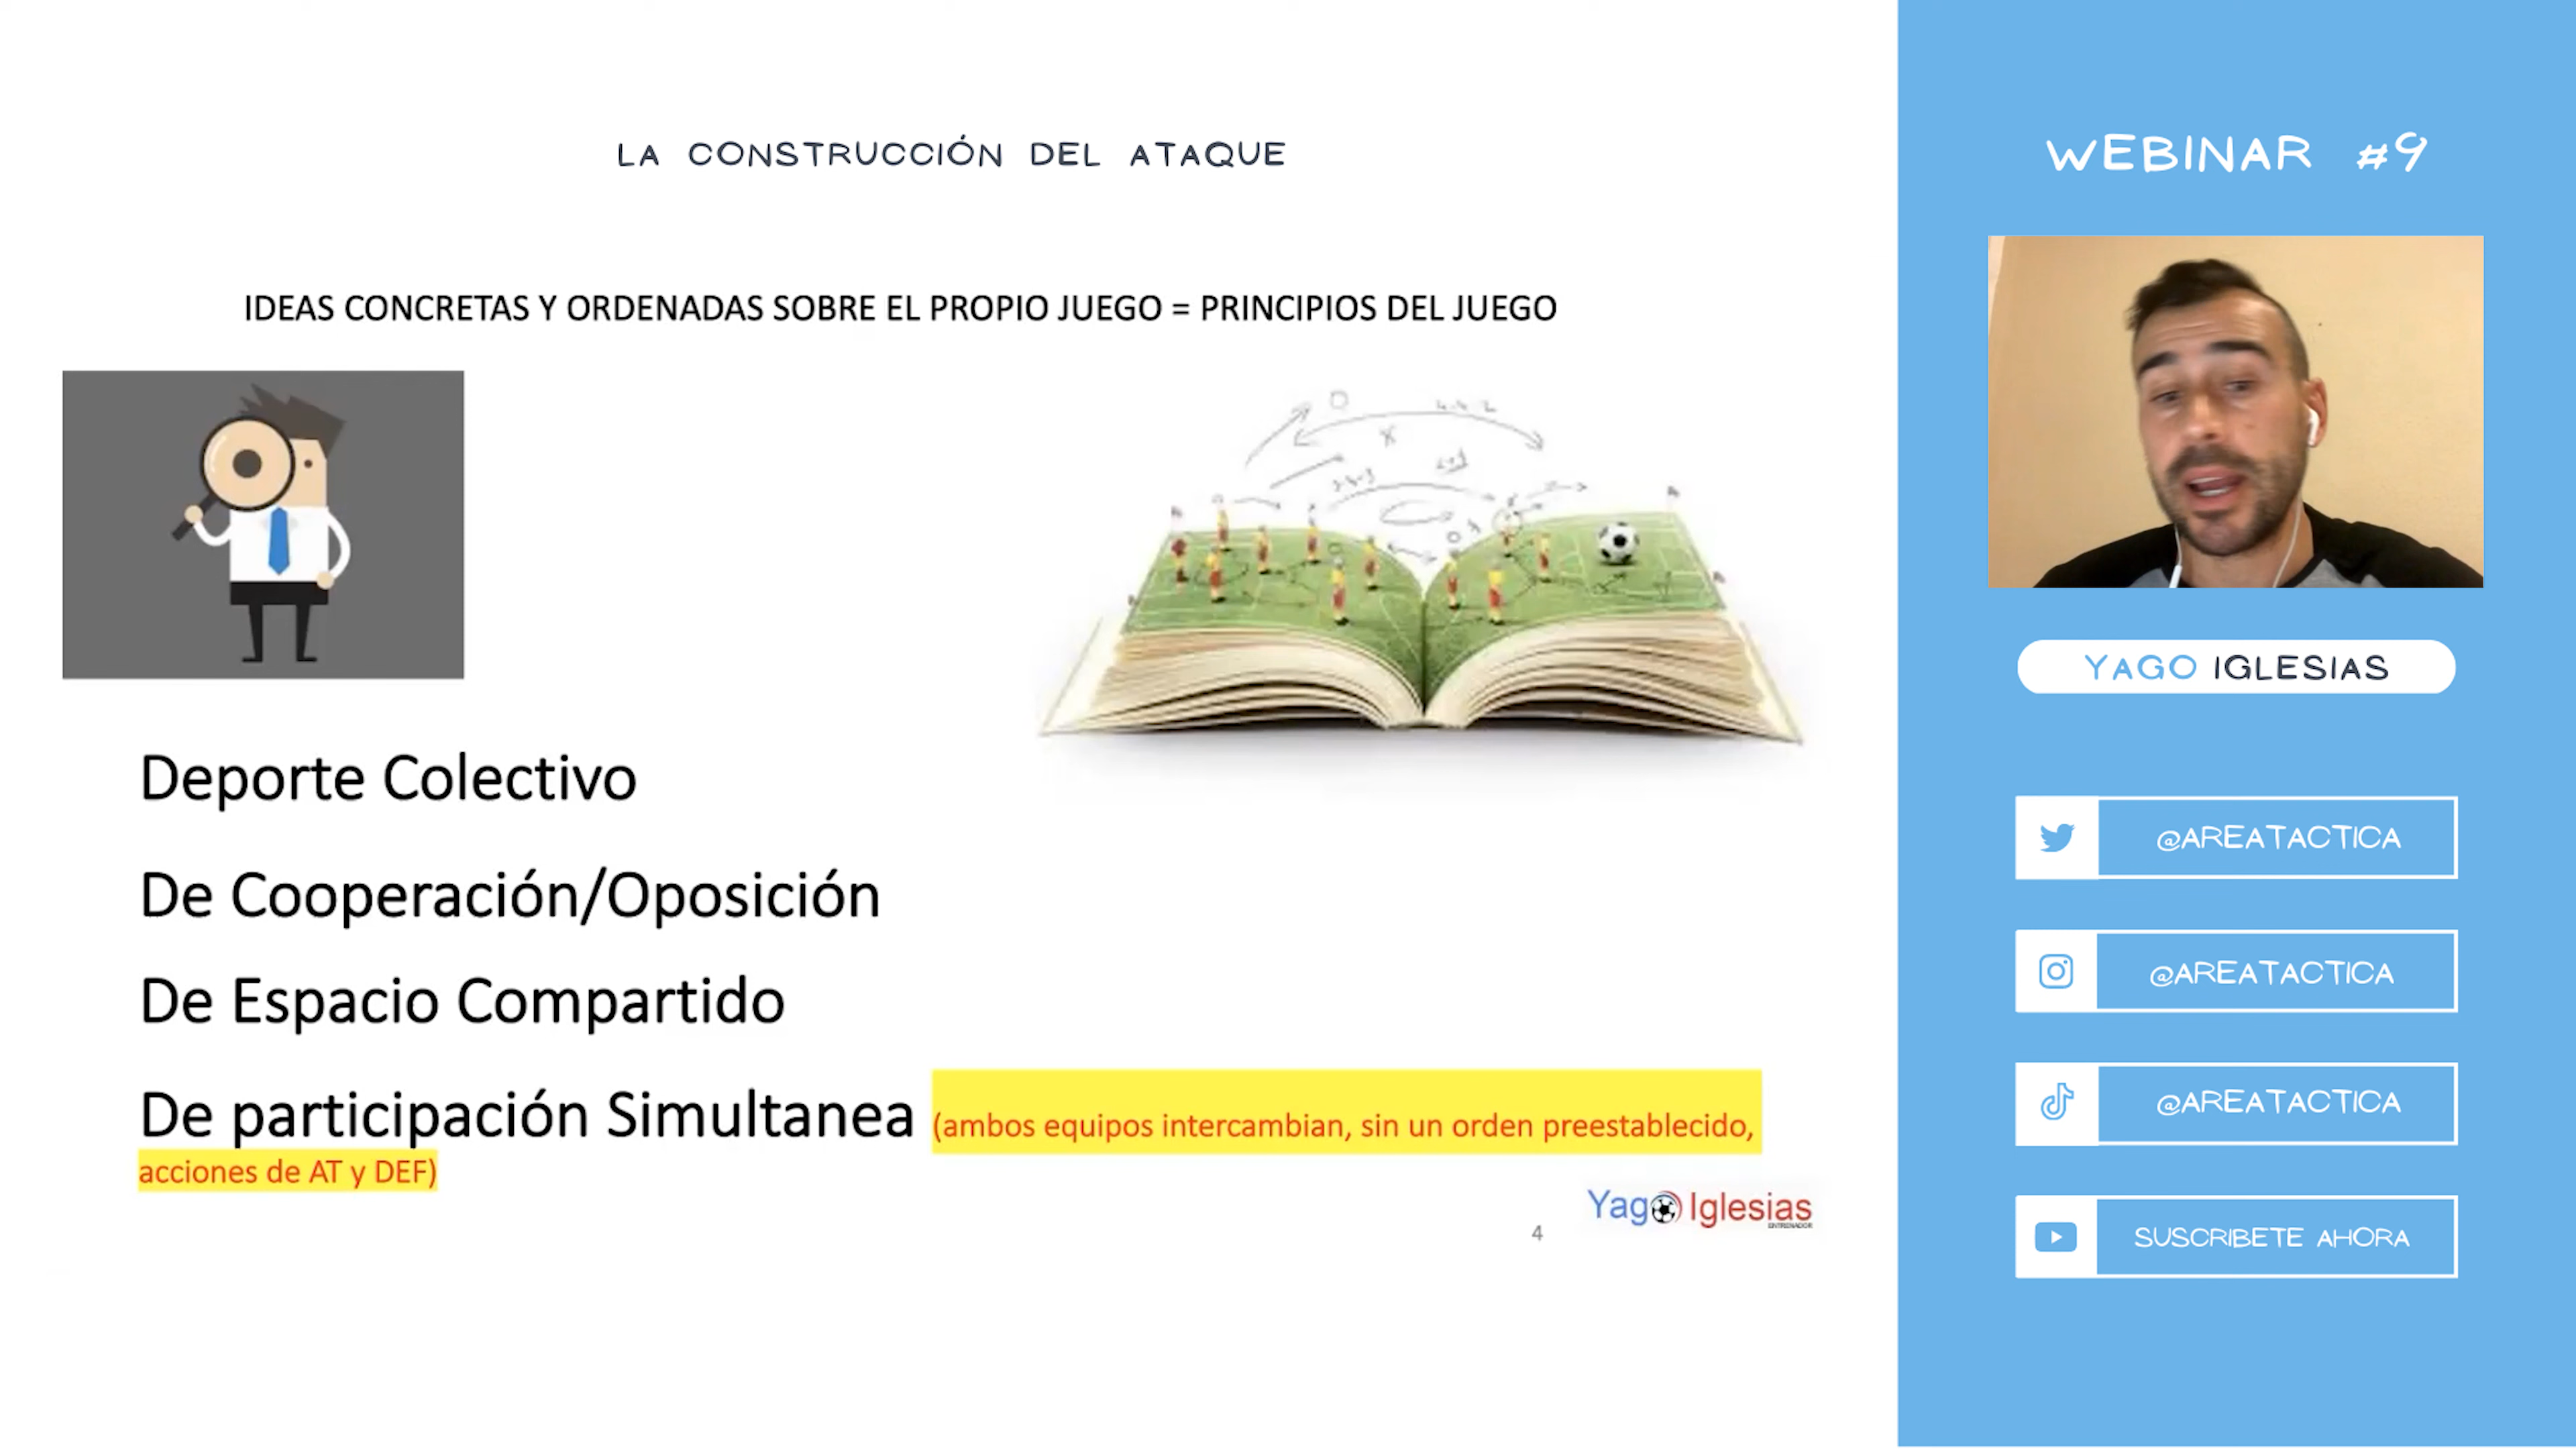 LA CONSTRUCCIÓN DEL ATAQUE
IDEAS CONCRETAS Y ORDENADAS SOBRE EL PROPIO JUEGO = PRINCIPIOS DEL JUEGO
Deporte Colectivo
De Cooperación/Oposición
De Espacio Compartido
De participación Simultanea (ambos equipos intercambian, sin un orden preestablecido,
acciones de AT y DEF)
4
Yago Iglesias
ENTRENADOR
WEBINAR #9
YAGO IGLESIAS
@AREATACTICA
@AREATACTICA
@AREATACTICA
SUSCRIBETE AHORA